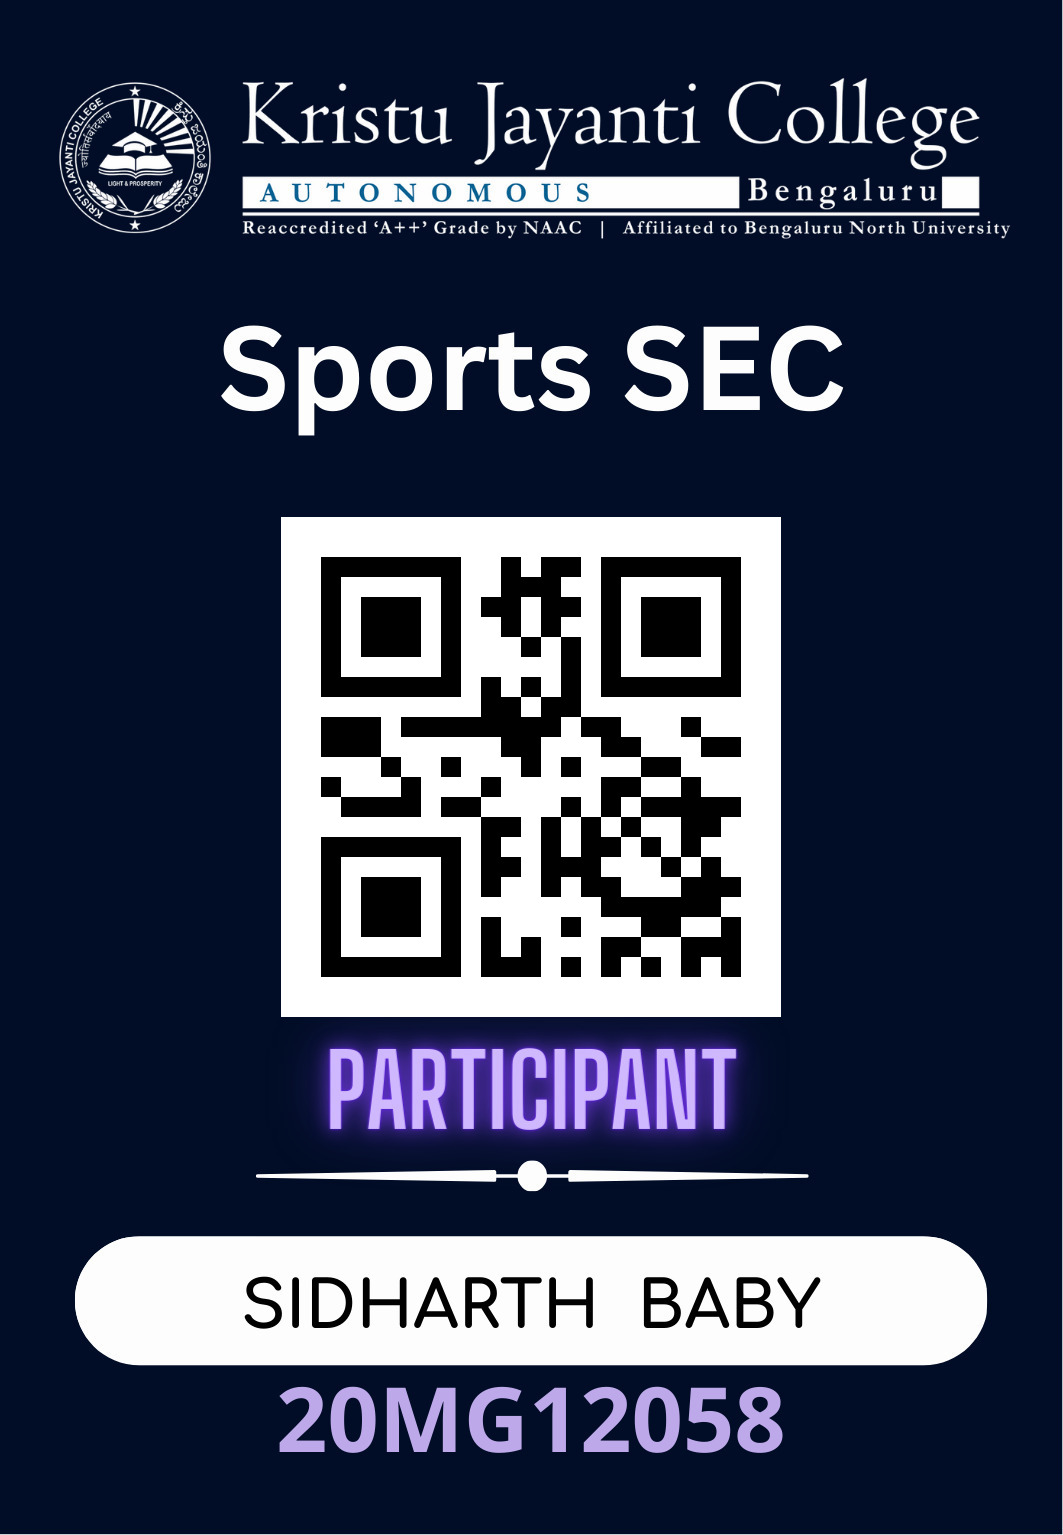 KRISTU JAYANTI COLLEGE
ಕ್ರಿಸ್ತು ಜಯಂತಿ ಕಾಲೇಜು
LIGHT & PROSPERITY
Kristu Jayanti College
AUTONOMOUS Bengaluru
Reaccredited ‘A++’ Grade by NAAC | Affiliated to Bengaluru North University
Sports SEC
PARTICIPANT
SIDHARTH BABY
20MG12058